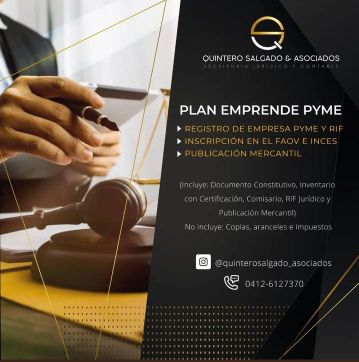 QUINTERO SALGADO & ASOCIADOS
ESCRITORIO JURÍDICO Y CONTABLE
PLAN EMPRENDE PYME
REGISTRO DE EMPRESA PYME Y RIF
INSCRIPCIÓN EN EL FAOV E INCES
PUBLICACIÓN MERCANTIL
(Incluye: Documento Constitutivo, Inventario
con Certificación, Comisario, RIF Jurídico y
Publicación Mercantil)
No Incluye: Copias, aranceles e impuestos
@quinterosalgado_asociados
0412-6127370